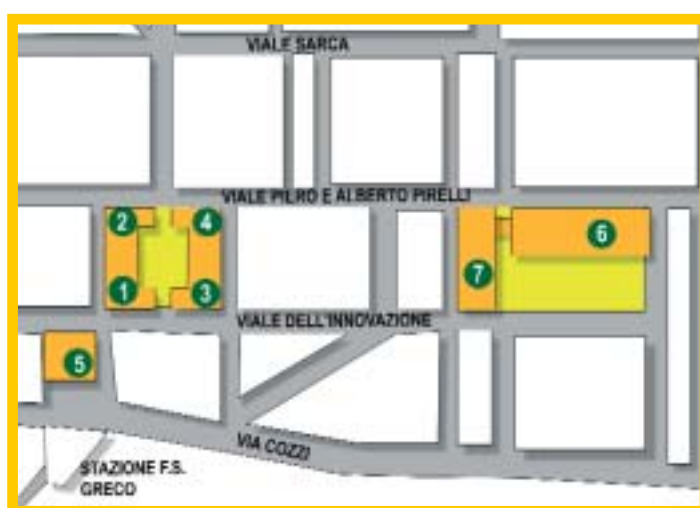 VIALE SARCA
VIALE PILRO E ALBERTO PIRELLI
2
4
6
7
1
3
VIALE DELL'INNOVAZIONE
5
VIA COZZI
STAZIONE F.S.
GRECO